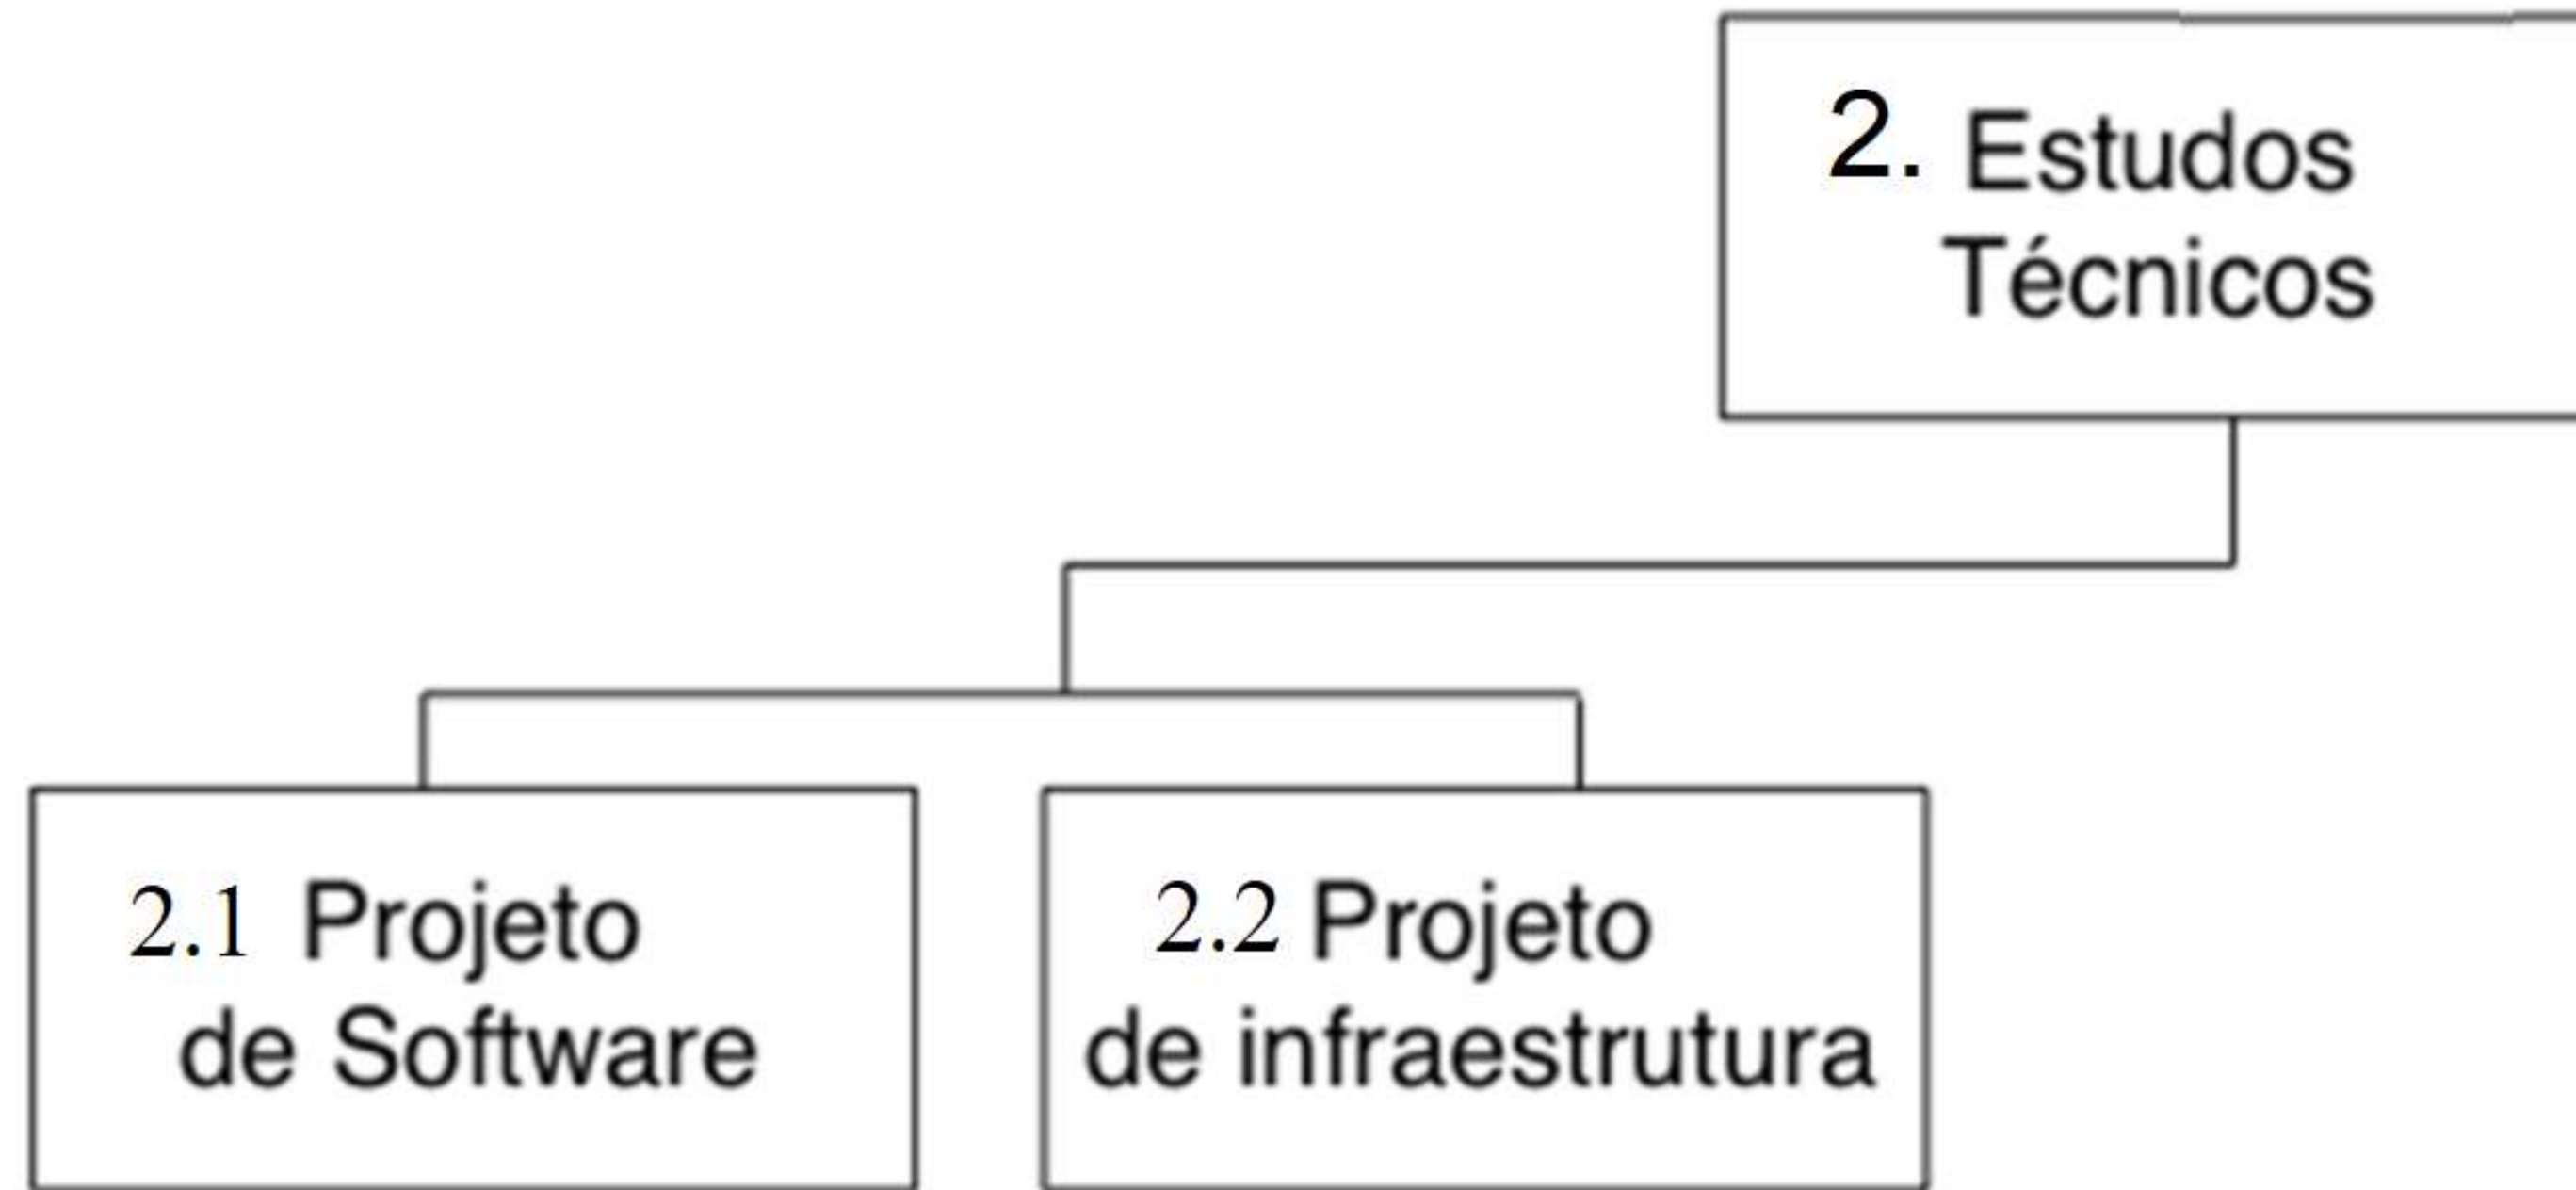 2. Estudos
Técnicos
2.1 Projeto
de Software
2.2 Projeto
de infraestrutura